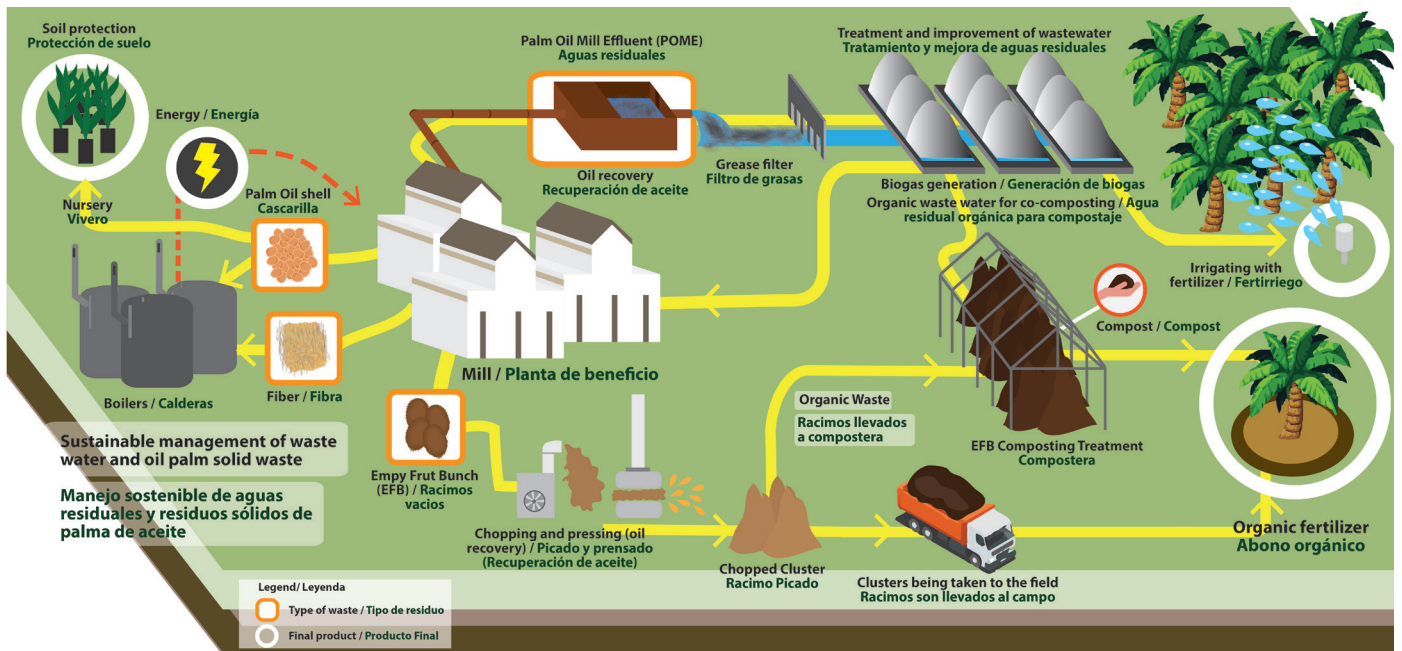 Soil protection
Protección de suelo
Energy / Energía
Nursery
Vivero
Palm Oil shell
Cascarilla
Boilers / Calderas
Fiber / Fibra
Palm Oil Mill Effluent (POME)
Aguas residuales
Oil recovery
Recuperación de aceite
Grease filter
Filtro de grasas
Treatment and improvement of wastewater
Tratamiento y mejora de aguas residuales
Biogas generation / Generación de biogas
Organic waste water for co-composting / Agua
residual orgánica para compostaje
Irrigating with
fertilizer / Fertirriego
Mill / Planta de beneficio
Compost / Compost
Organic Waste
Racimos llevados
a compostera
EFB Composting Treatment
Compostera
Empy Frut Bunch
(EFB) / Racimos
vacios
Chopping and pressing (oil
recovery) / Picado y prensado
(Recuperación de aceite)
Chopped Cluster
Racimo Picado
Clusters being taken to the field
Racimos son llevados al campo
Organic fertilizer
Abono orgánico
Sustainable management of waste
water and oil palm solid waste
Manejo sostenible de aguas
residuales y residuos sólidos de
palma de aceite
Legend/ Leyenda
Type of waste / Tipo de residuo
Final product / Producto Final